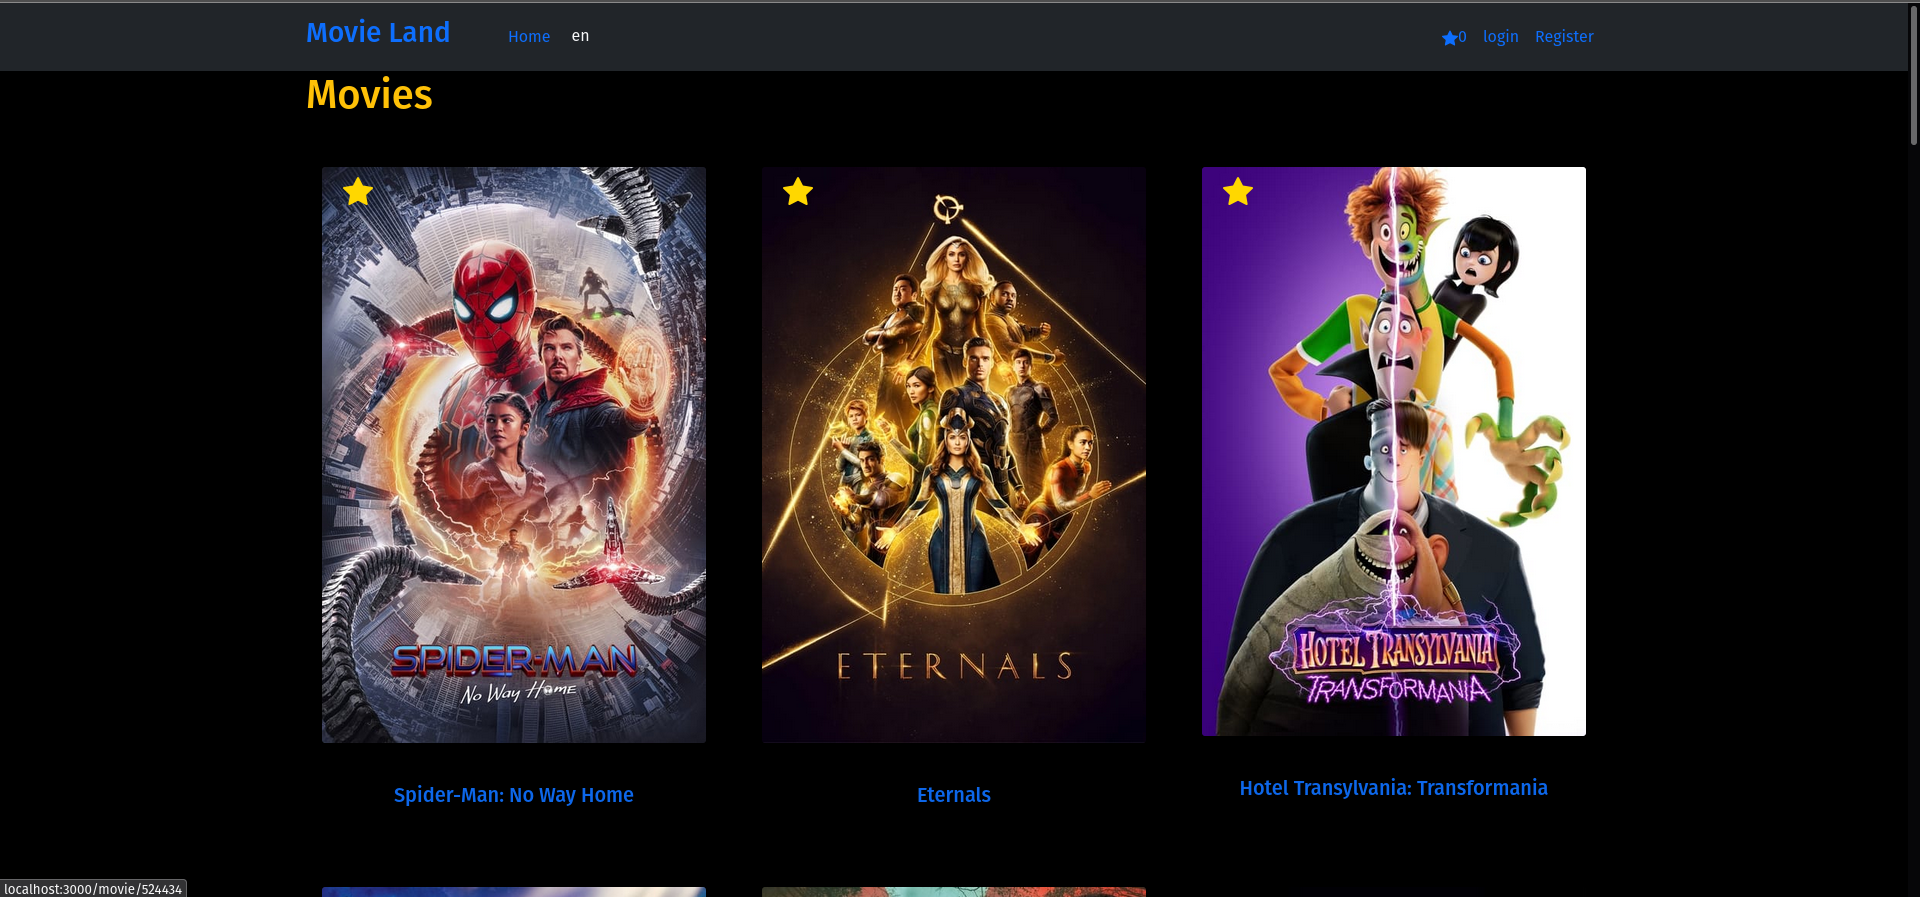 Movie Land Home en 0 login Register
Movies
SPIDER-MAN
No Way Home
ETERNALS
HOTEL TRANSYLVANIA
TRANSFORMANIA
Spider-Man: No Way Home
Eternals
Hotel Transylvania: Transformania
localhost:3000/movie/524434